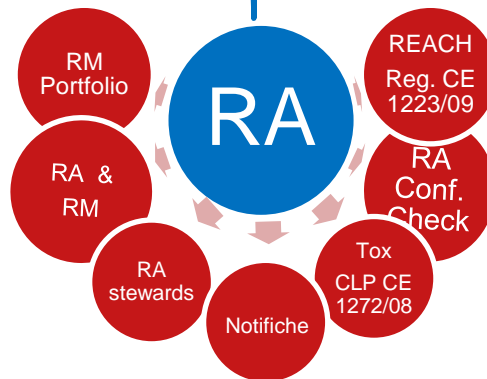 RA
RM
Portfolio
RA &
RM
RA
stewards
Notifiche
Tox
CLP CE
1272/08
RA
Conf.
Check
REACH
Reg. CE
1223/09